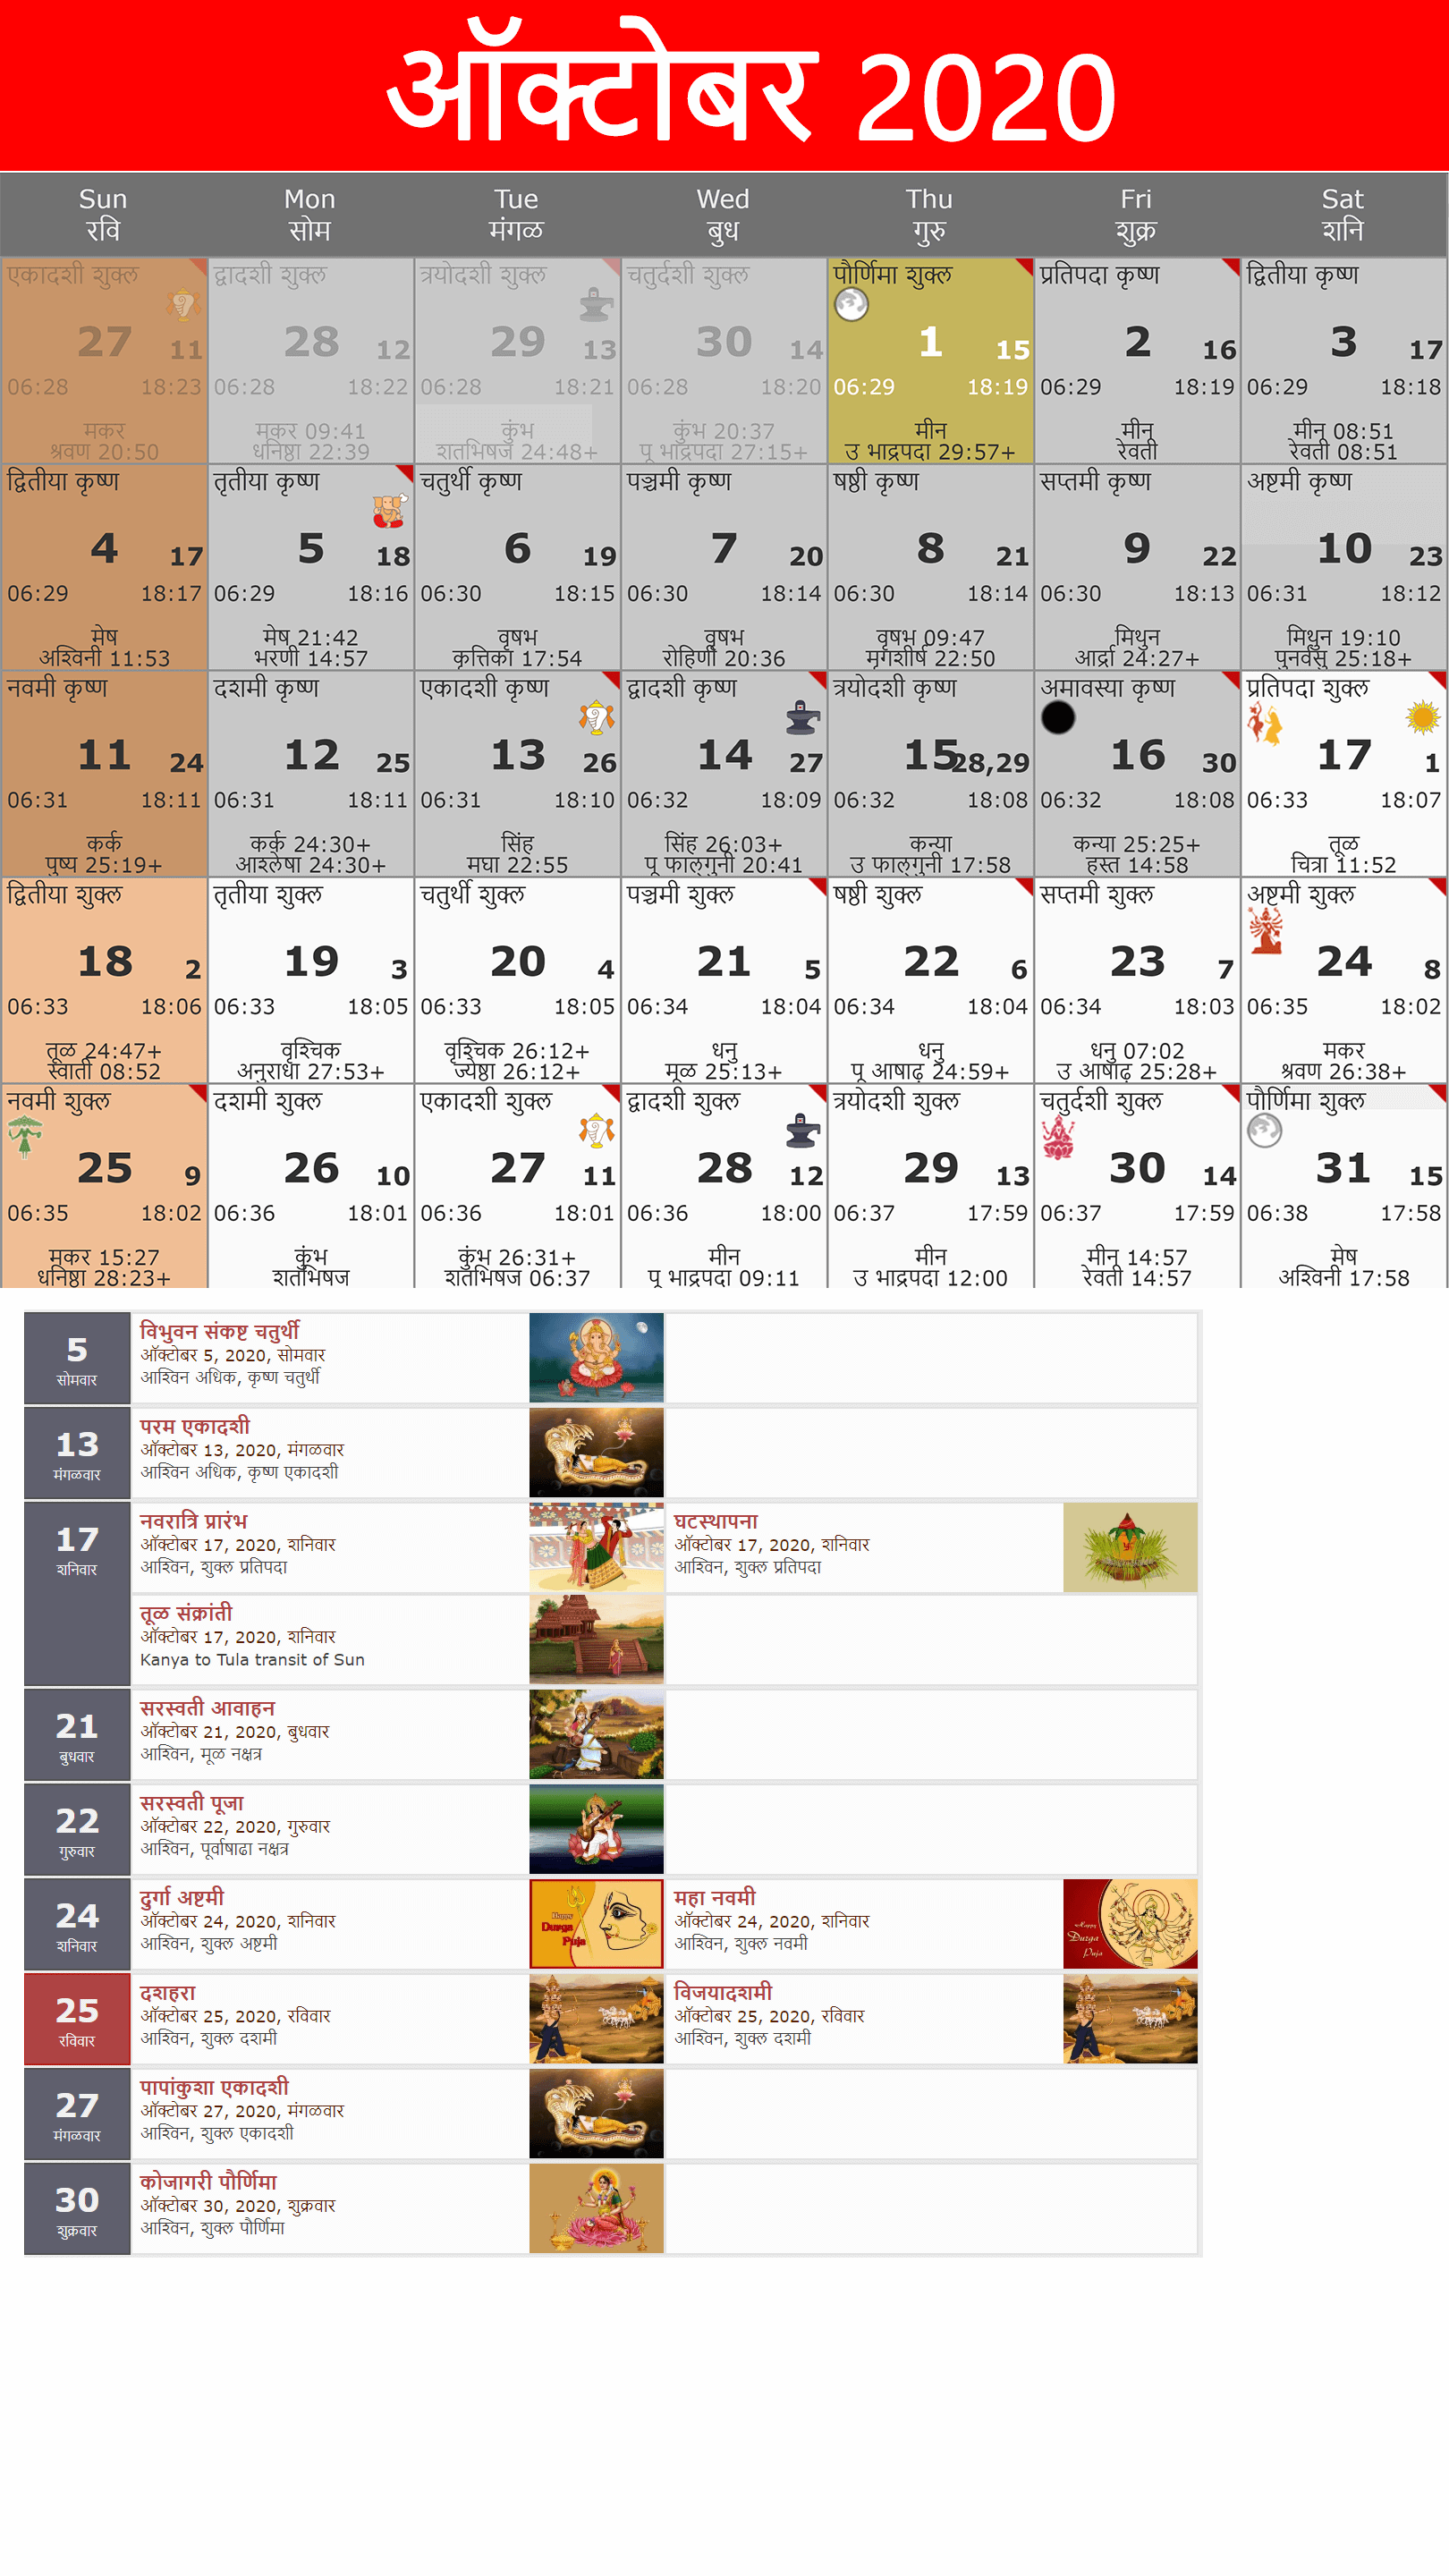 ऑक्टोबर 2020
Sun Mon Tue Wed Thu Fri Sat
रवि सोम मंगळ बुध गुरु शुक्र शनि
एकादशी शुक्ल द्वादशी शुक्ल त्रयोदशी शुक्ल चतुर्दशी शुक्ल पौर्णिमा शुक्ल प्रतिपदा कृष्ण द्वितीया कृष्ण
27 11 28 12 29 13 30 14 1 15 2 16 3 17
06:28 18:23 06:28 18:22 06:28 18:21 06:28 18:20 06:29 18:19 06:29 18:19 06:29 18:18
मकर मकर 09:41 कुंभ कुंभ 20:37 मीन मीन मीन 08:51
श्रवण 20:50 धनिष्ठा 22:39 शतभिषज 24:48+ पू भाद्रपदा 27:15+ उ भाद्रपदा 29:57+ रेवती रेवती 08:51
द्वितीया कृष्ण तृतीया कृष्ण चतुर्थी कृष्ण पञ्चमी कृष्ण षष्ठी कृष्ण सप्तमी कृष्ण अष्टमी कृष्ण
4 17 5 18 6 19 7 20 8 21 9 22 10 23
06:29 18:17 06:29 18:16 06:30 18:15 06:30 18:14 06:30 18:14 06:30 18:13 06:31 18:12
मेष मेष 21:42 वृषभ वृषभ वृषभ 09:47 मिथुन मिथुन 19:10
अश्विनी 11:53 भरणी 14:57 कृत्तिका 17:54 रोहिणी 20:36 मृगशीर्ष 22:50 आर्द्रा 24:27+ पुनर्वसु 25:18+
नवमी कृष्ण दशमी कृष्ण एकादशी कृष्ण द्वादशी कृष्ण त्रयोदशी कृष्ण अमावस्या कृष्ण प्रतिपदा शुक्ल
11 24 12 25 13 26 14 27 15 28,29 16 30 17 1
06:31 18:11 06:31 18:11 06:31 18:10 06:32 18:09 06:32 18:08 06:32 18:08 06:33 18:07
कर्क कर्क 24:30+ सिंह सिंह 26:03+ कन्या कन्या 25:25+ तूळ
पुष्य 25:19+ आश्लेषा 24:30+ मघा 22:55 पू फाल्गुनी 20:41 उ फाल्गुनी 17:58 हस्त 14:58 चित्रा 11:52
द्वितीया शुक्ल तृतीया शुक्ल चतुर्थी शुक्ल पञ्चमी शुक्ल षष्ठी शुक्ल सप्तमी शुक्ल अष्टमी शुक्ल
18 2 19 3 20 4 21 5 22 6 23 7 24 8
06:33 18:06 06:33 18:05 06:33 18:05 06:34 18:04 06:34 18:04 06:34 18:03 06:35 18:02
तूळ 24:47+ वृश्चिक वृश्चिक 26:12+ धनु धनु धनु 07:02 मकर
स्वाती 08:52 अनुराधा 27:53+ ज्येष्ठा 26:12+ मूळ 25:13+ पू आषाढ़ 24:59+ उ आषाढ़ 25:28+ श्रवण 26:38+
नवमी शुक्ल दशमी शुक्ल एकादशी शुक्ल द्वादशी शुक्ल त्रयोदशी शुक्ल चतुर्दशी शुक्ल पौर्णिमा शुक्ल
25 9 26 10 27 11 28 12 29 13 30 14 31 15
06:35 18:02 06:36 18:01 06:36 18:01 06:36 18:00 06:37 17:59 06:37 17:59 06:38 17:58
मकर 15:27 कुंभ कुंभ 26:31+ मीन मीन मीन 14:57 मेष
धनिष्ठा 28:23+ शतभिषज शतभिषज 06:37 पू भाद्रपदा 09:11 उ भाद्रपदा 12:00 रेवती 14:57 अश्विनी 17:58
5
सोमवार
विभुवन संकष्ट चतुर्थी
ऑक्टोबर 5, 2020, सोमवार
आश्विन अधिक, कृष्ण चतुर्थी
13
मंगळवार
परम एकादशी
ऑक्टोबर 13, 2020, मंगळवार
आश्विन अधिक, कृष्ण एकादशी
17
शनिवार
नवरात्रि प्रारंभ
ऑक्टोबर 17, 2020, शनिवार
आश्विन, शुक्ल प्रतिपदा
घटस्थापना
ऑक्टोबर 17, 2020, शनिवार
आश्विन, शुक्ल प्रतिपदा
तूळ संक्रांती
ऑक्टोबर 17, 2020, शनिवार
Kanya to Tula transit of Sun
21
बुधवार
सरस्वती आवाहन
ऑक्टोबर 21, 2020, बुधवार
आश्विन, मूळ नक्षत्र
22
गुरुवार
सरस्वती पूजा
ऑक्टोबर 22, 2020, गुरुवार
आश्विन, पूर्वाषाढा नक्षत्र
24
शनिवार
दुर्गा अष्टमी
ऑक्टोबर 24, 2020, शनिवार
आश्विन, शुक्ल अष्टमी
Happy
Durga
Puja
महा नवमी
ऑक्टोबर 24, 2020, शनिवार
आश्विन, शुक्ल नवमी
Happy
Durga
Puja
25
रविवार
दशहरा
ऑक्टोबर 25, 2020, रविवार
आश्विन, शुक्ल दशमी
विजयादशमी
ऑक्टोबर 25, 2020, रविवार
आश्विन, शुक्ल दशमी
27
मंगळवार
पापांकुशा एकादशी
ऑक्टोबर 27, 2020, मंगळवार
आश्विन, शुक्ल एकादशी
30
शुक्रवार
कोजागरी पौर्णिमा
ऑक्टोबर 30, 2020, शुक्रवार
आश्विन, शुक्ल पौर्णिमा